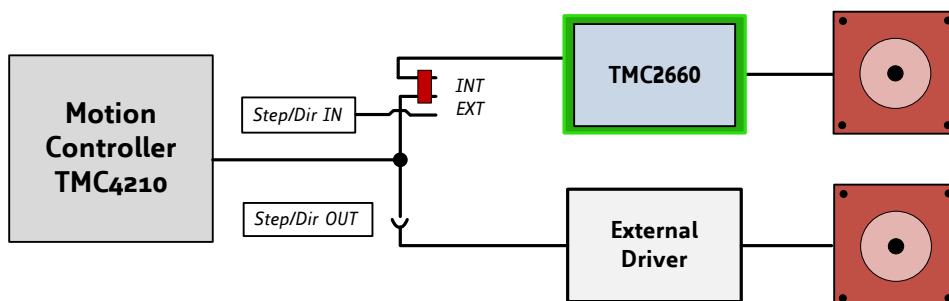 Motion
Controller
TMC4210
Step/Dir IN
INT
EXT
TMC2660
Step/Dir OUT
External
Driver